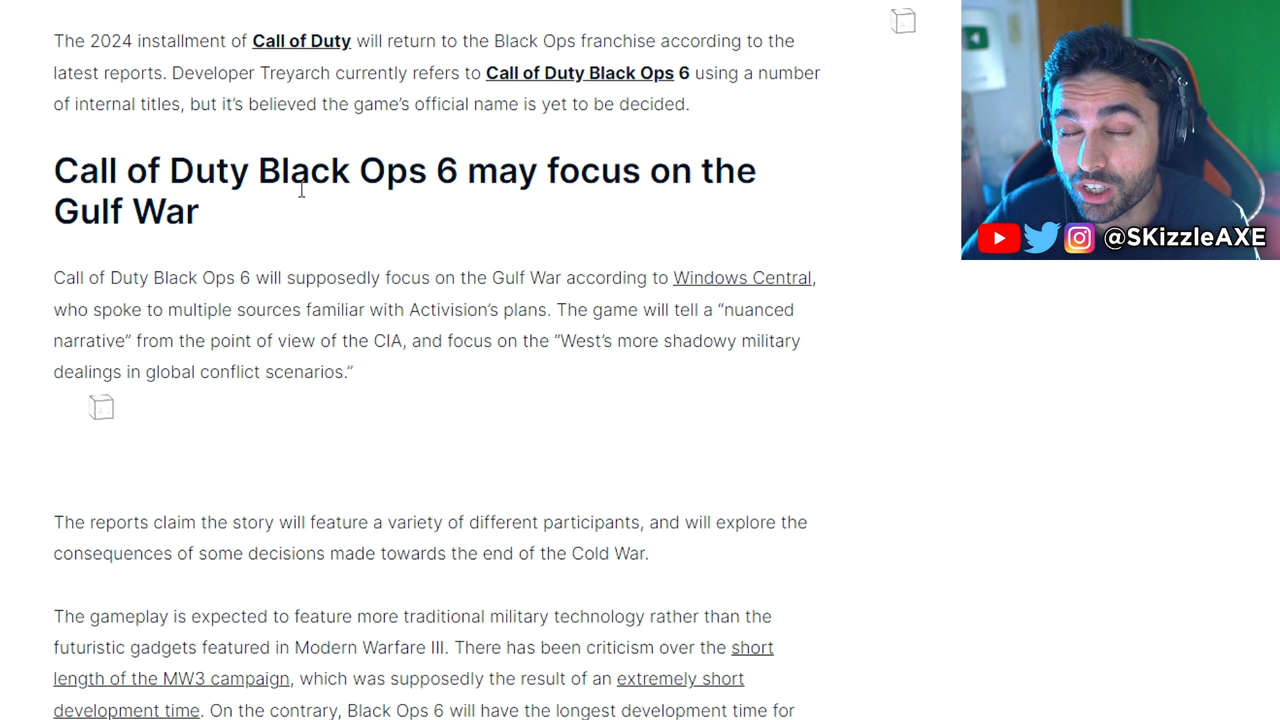 The 2024 installment of Call of Duty will return to the Black Ops franchise according to the
latest reports. Developer Treyarch currently refers to Call of Duty Black Ops 6 using a number
of internal titles, but it’s believed the game’s official name is yet to be decided.
Call of Duty Black Ops 6 may focus on the
Gulf War
Call of Duty Black Ops 6 will supposedly focus on the Gulf War according to Windows Central,
who spoke to multiple sources familiar with Activision’s plans. The game will tell a “nuanced
narrative” from the point of view of the CIA, and focus on the “West’s more shadowy military
dealings in global conflict scenarios.”
The reports claim the story will feature a variety of different participants, and will explore the
consequences of some decisions made towards the end of the Cold War.
The gameplay is expected to feature more traditional military technology rather than the
futuristic gadgets featured in Modern Warfare III. There has been criticism over the short
length of the MW3 campaign, which was supposedly the result of an extremely short
development time. On the contrary, Black Ops 6 will have the longest development time for
@SKizzleAXE